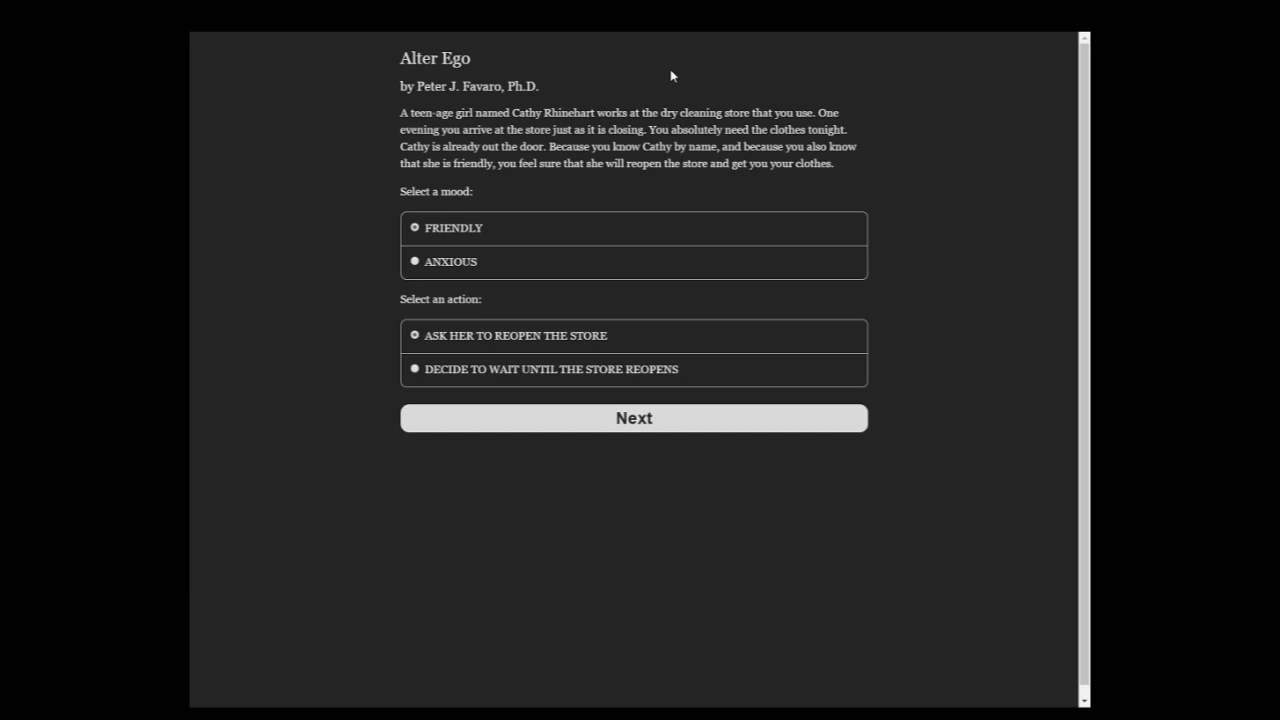 Alter Ego
by Peter J. Favaro, Ph.D.
A teen-age girl named Cathy Rhinehart works at the dry cleaning store that you use. One
evening you arrive at the store just as it is closing. You absolutely need the clothes tonight.
Cathy is already out the door. Because you know Cathy by name, and because you also know
that she is friendly, you feel sure that she will reopen the store and get you your clothes.
Select a mood:
FRIENDLY
ANXIOUS
Select an action:
ASK HER TO REOPEN THE STORE
DECIDE TO WAIT UNTIL THE STORE REOPENS
Next